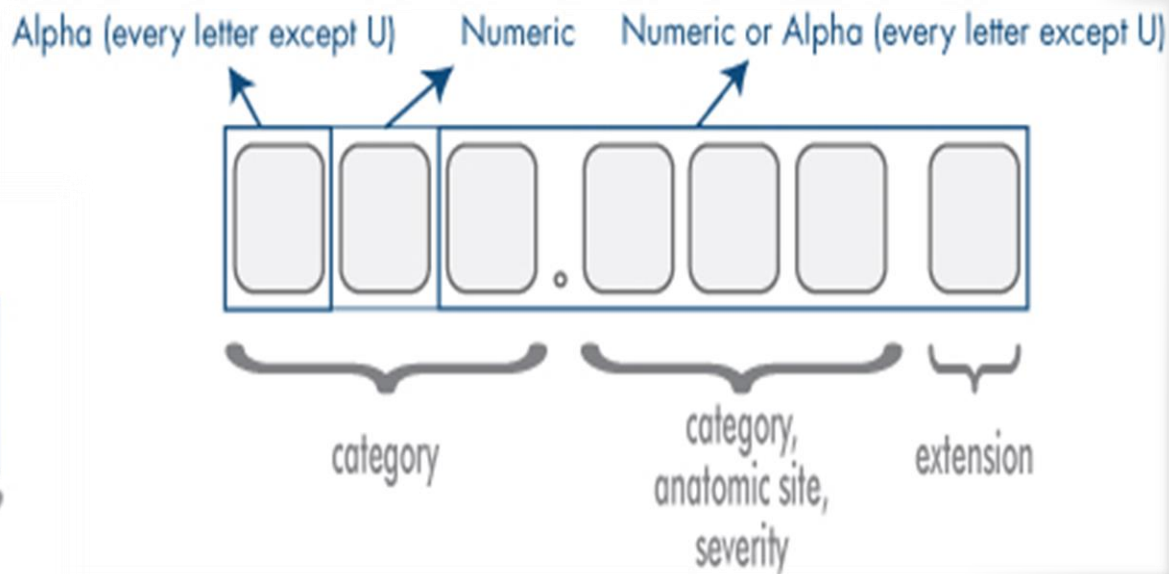 Alpha (every letter except U) Numeric Numeric or Alpha (every letter except U)
.
category
category,
anatomic site,
severity
extension